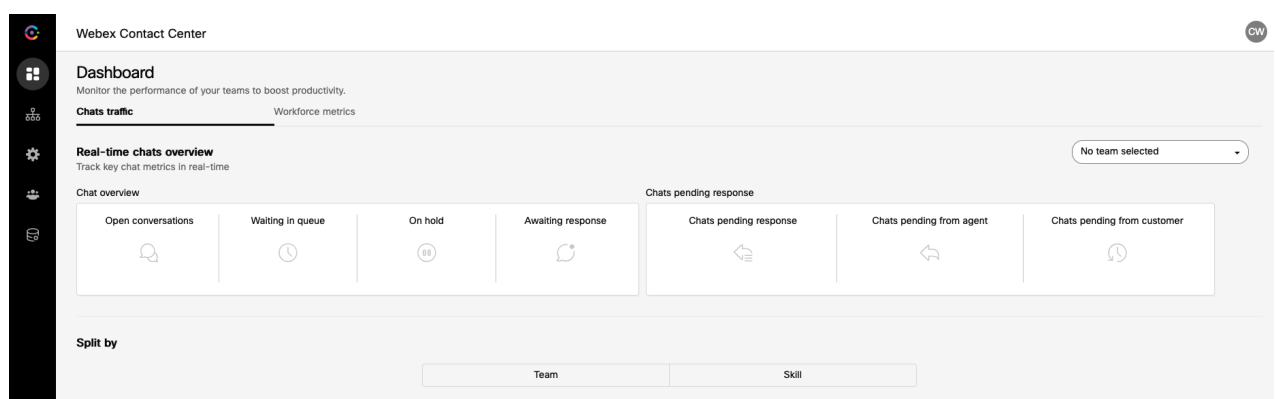 Webex Contact Center
CW
Dashboard
Monitor the performance of your teams to boost productivity.
Chats traffic
Workforce metrics
Real-time chats overview
No team selected
Track key chat metrics in real-time
Chat overview
Chats pending response
Open conversations
Waiting in queue
On hold
Awaiting response
Chats pending response
Chats pending from agent
Chats pending from customer
Split by
Team
Skill